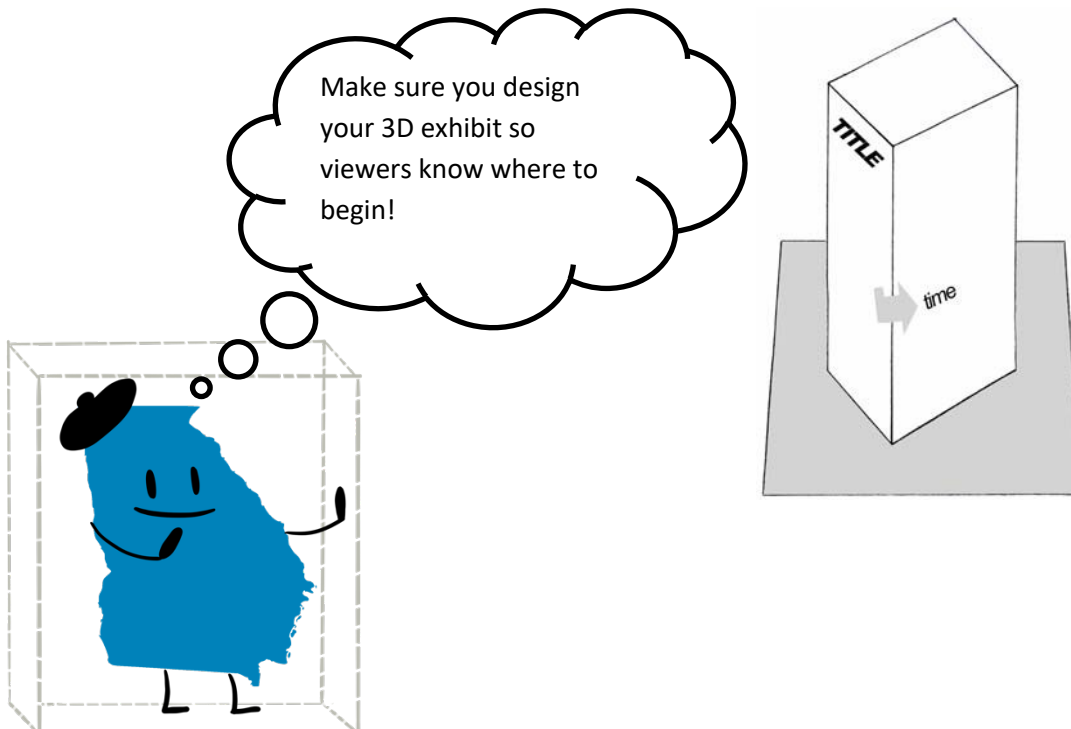 Make sure you design
your 3D exhibit so
viewers know where to
begin!
TITLE
time